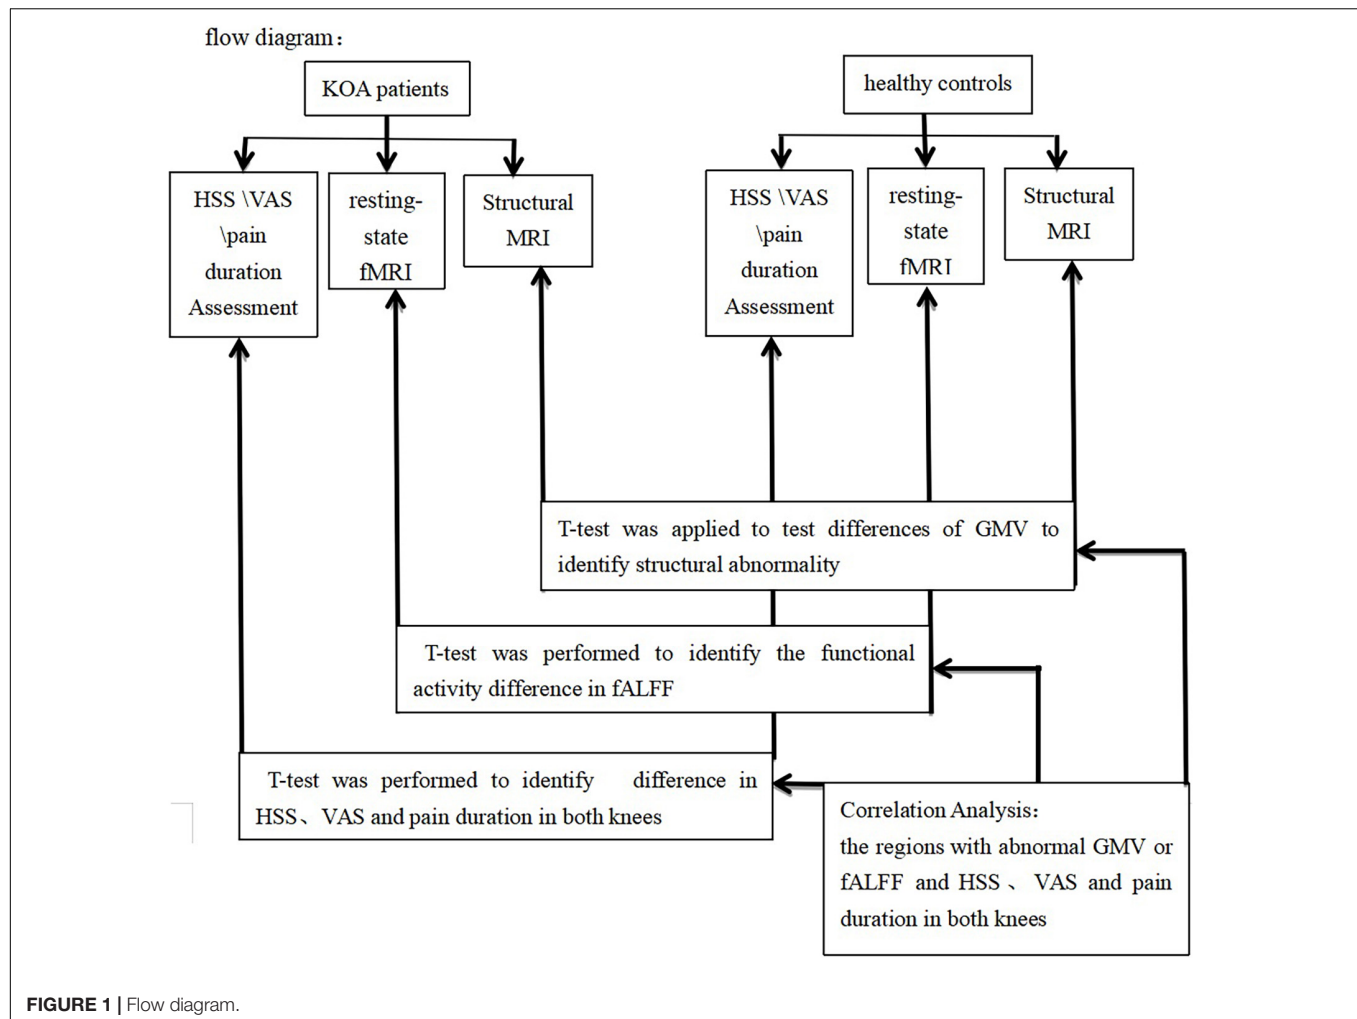 flow diagram：
KOA patients
healthy controls
HSS \VAS
\pain
duration
Assessment
resting-
state
fMRI
Structural
MRI
HSS \VAS
\pain
duration
Assessment
resting-
state
fMRI
Structural
MRI
T-test was applied to test differences of GMV to
identify structural abnormality
T-test was performed to identify the functional
activity difference in fALFF
T-test was performed to identify difference in
HSS、VAS and pain duration in both knees
Correlation Analysis：
the regions with abnormal GMV or
fALFF and HSS 、 VAS and pain
duration in both knees
FIGURE 1 | Flow diagram.